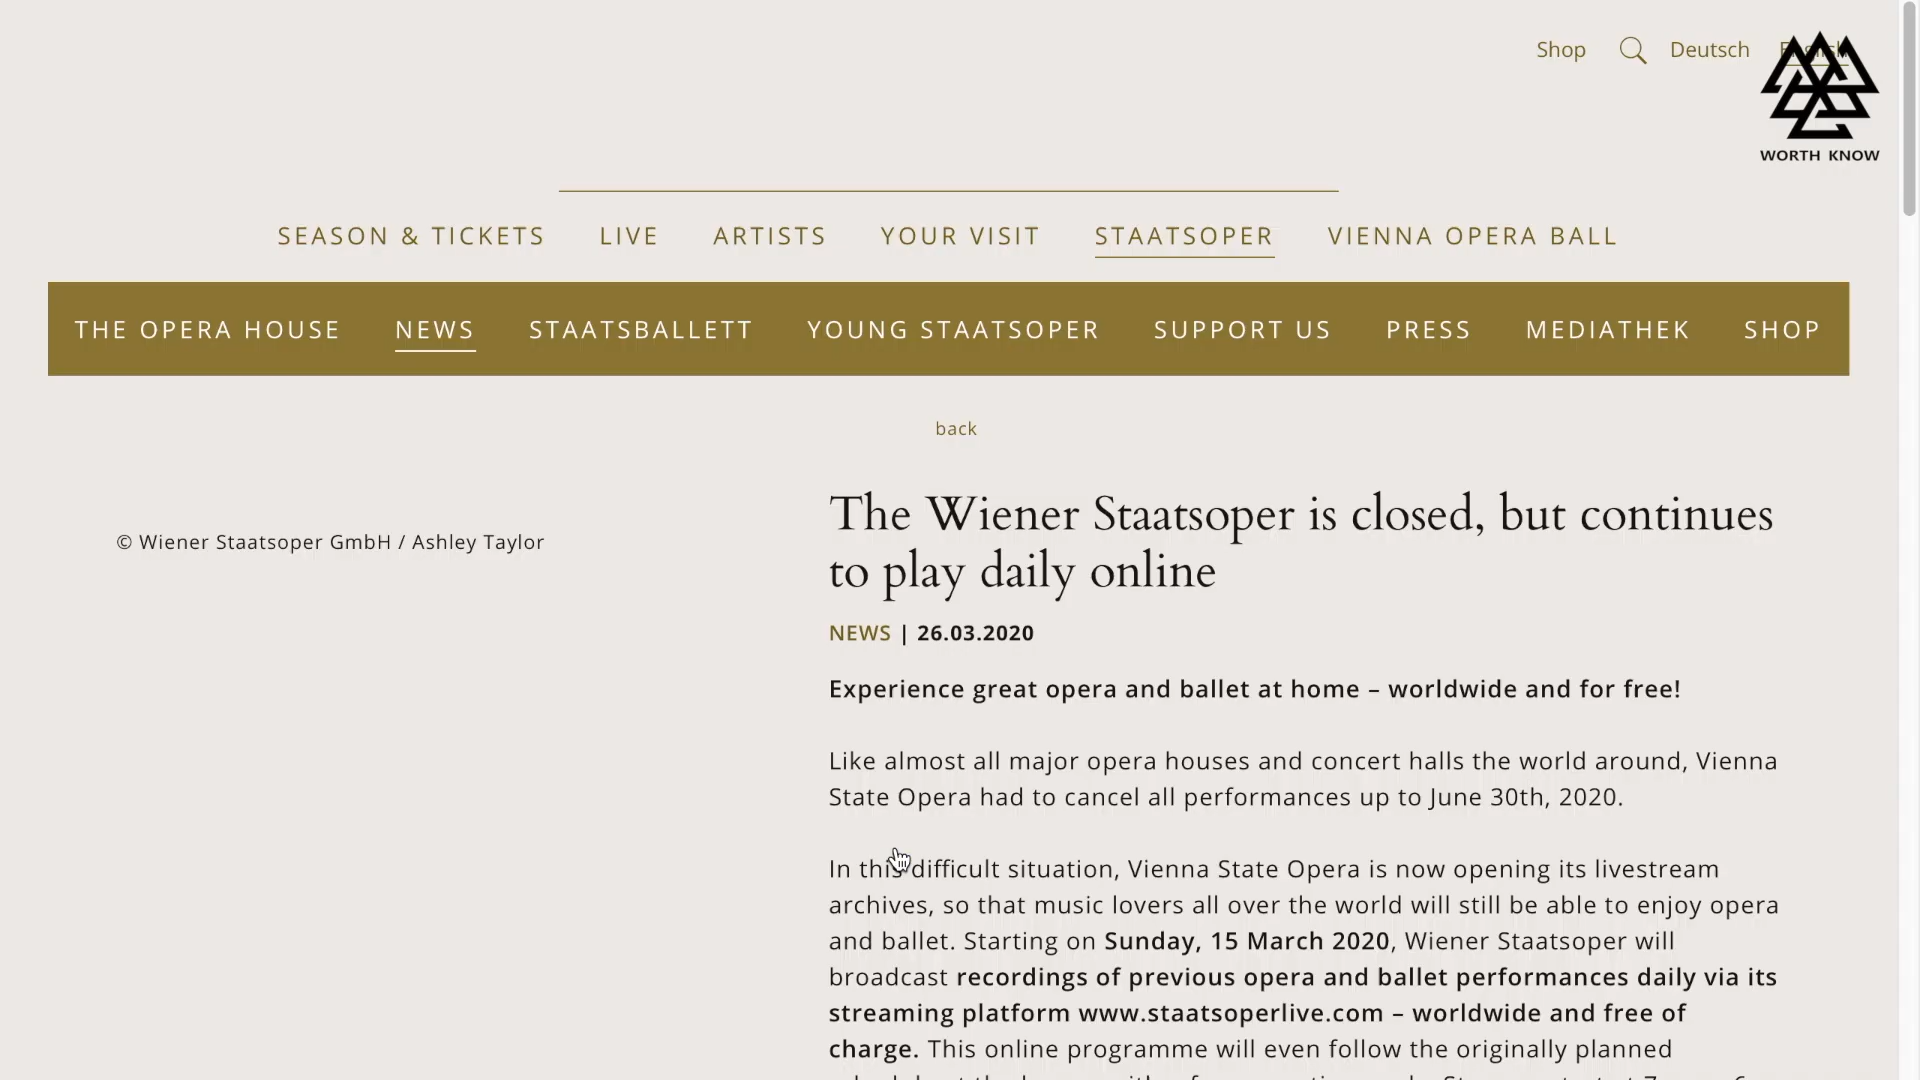 Shop Deutsch English
WORTH KNOW
SEASON & TICKETS LIVE ARTISTS YOUR VISIT STAATSOPER VIENNA OPERA BALL
THE OPERA HOUSE NEWS STAATSBALLETT YOUNG STAATSOPER SUPPORT US PRESS MEDIATHEK SHOP
back
© Wiener Staatsoper GmbH / Ashley Taylor
The Wiener Staatsoper is closed, but continues
to play daily online
NEWS | 26.03.2020
Experience great opera and ballet at home – worldwide and for free!
Like almost all major opera houses and concert halls the world around, Vienna
State Opera had to cancel all performances up to June 30th, 2020.
In this difficult situation, Vienna State Opera is now opening its livestream
archives, so that music lovers all over the world will still be able to enjoy opera
and ballet. Starting on Sunday, 15 March 2020, Wiener Staatsoper will
broadcast recordings of previous opera and ballet performances daily via its
streaming platform www.staatsoperlive.com – worldwide and free of
charge. This online programme will even follow the originally planned